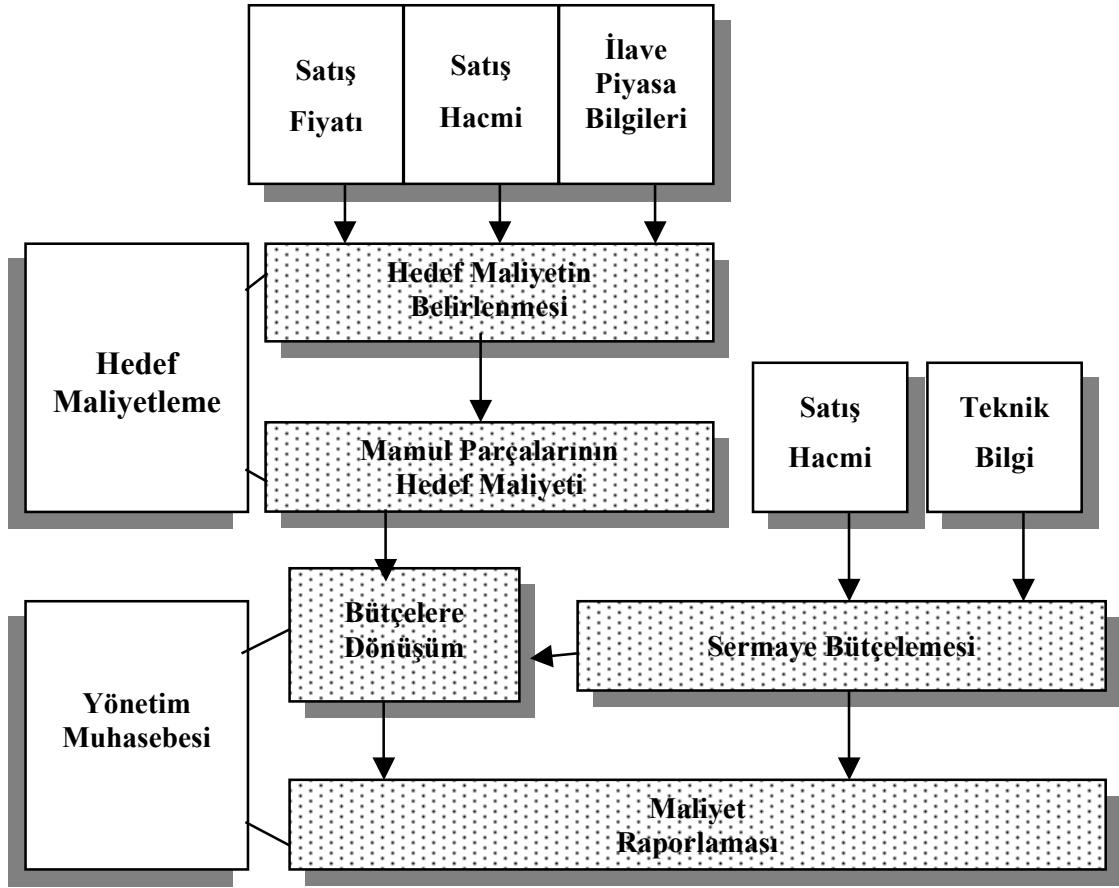 Satış
Fiyatı
Satış
Hacmi
İlave
Piyasa
Bilgileri
Hedef Maliyetin
Belirlenmesi
Hedef
Maliyetleme
Satış
Hacmi
Teknik
Bilgi
Mamul Parçalarının
Hedef Maliyeti
Bütçelere
Dönüşüm
Sermaye Bütçelemesi
Yönetim
Muhasebesi
Maliyet
Raporlaması